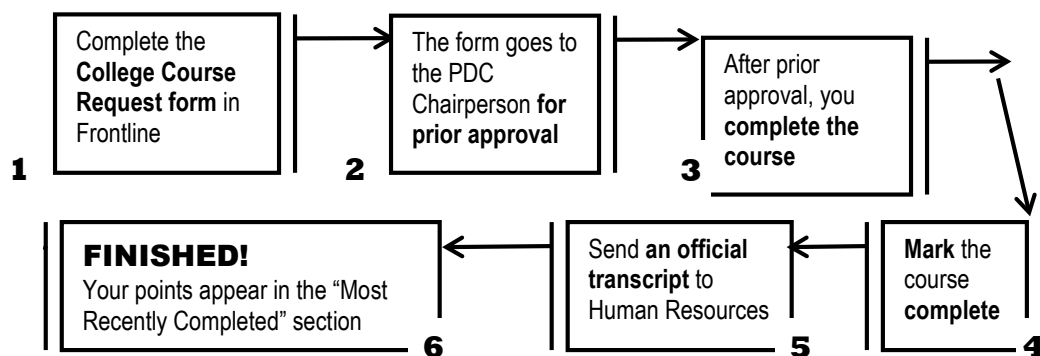 Complete the
College Course
Request form in
Frontline
1
The form goes to
the PDC
Chairperson for
prior approval
2
After prior
approval, you
complete the
course
3
Mark the
course
complete
4
Send an official
transcript to
Human Resources
5
FINISHED!
Your points appear in the “Most
Recently Completed” section
6